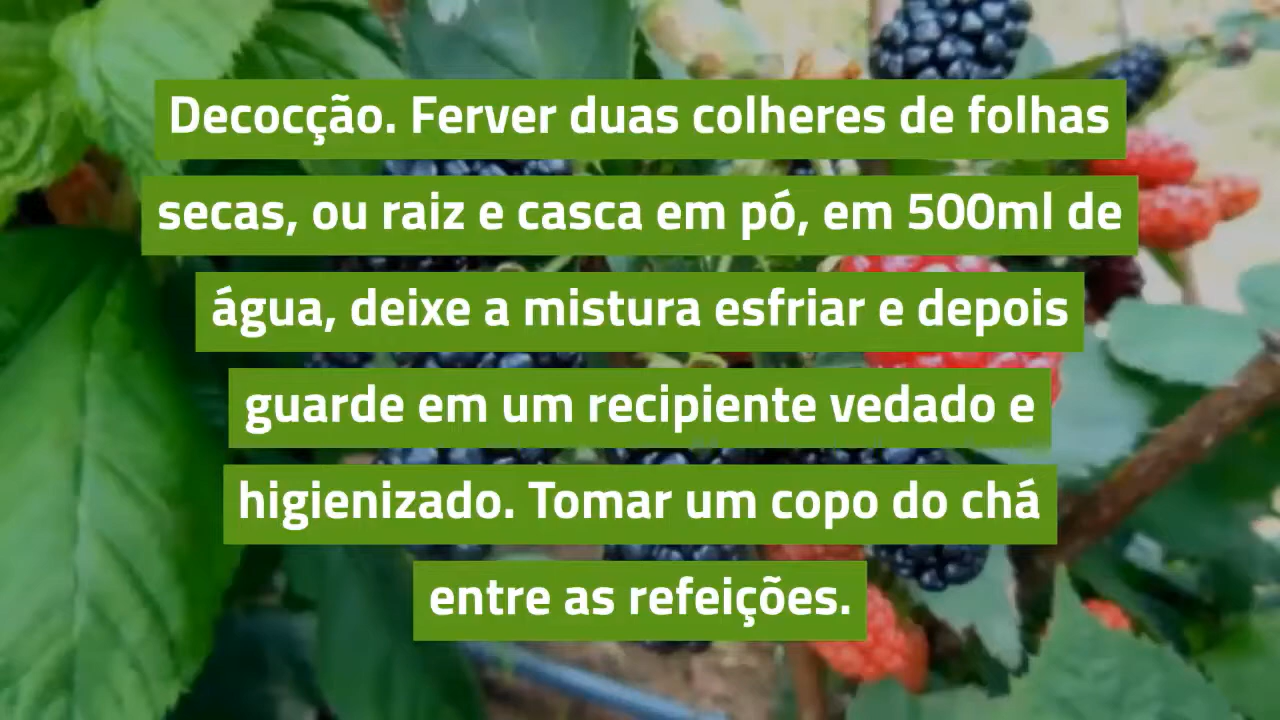 Decocção. Ferver duas colheres de folhas
secas, ou raiz e casca em pó, em 500ml de
água, deixe a mistura esfriar e depois
guarde em um recipiente vedado e
higienizado. Tomar um copo do chá
entre as refeições.